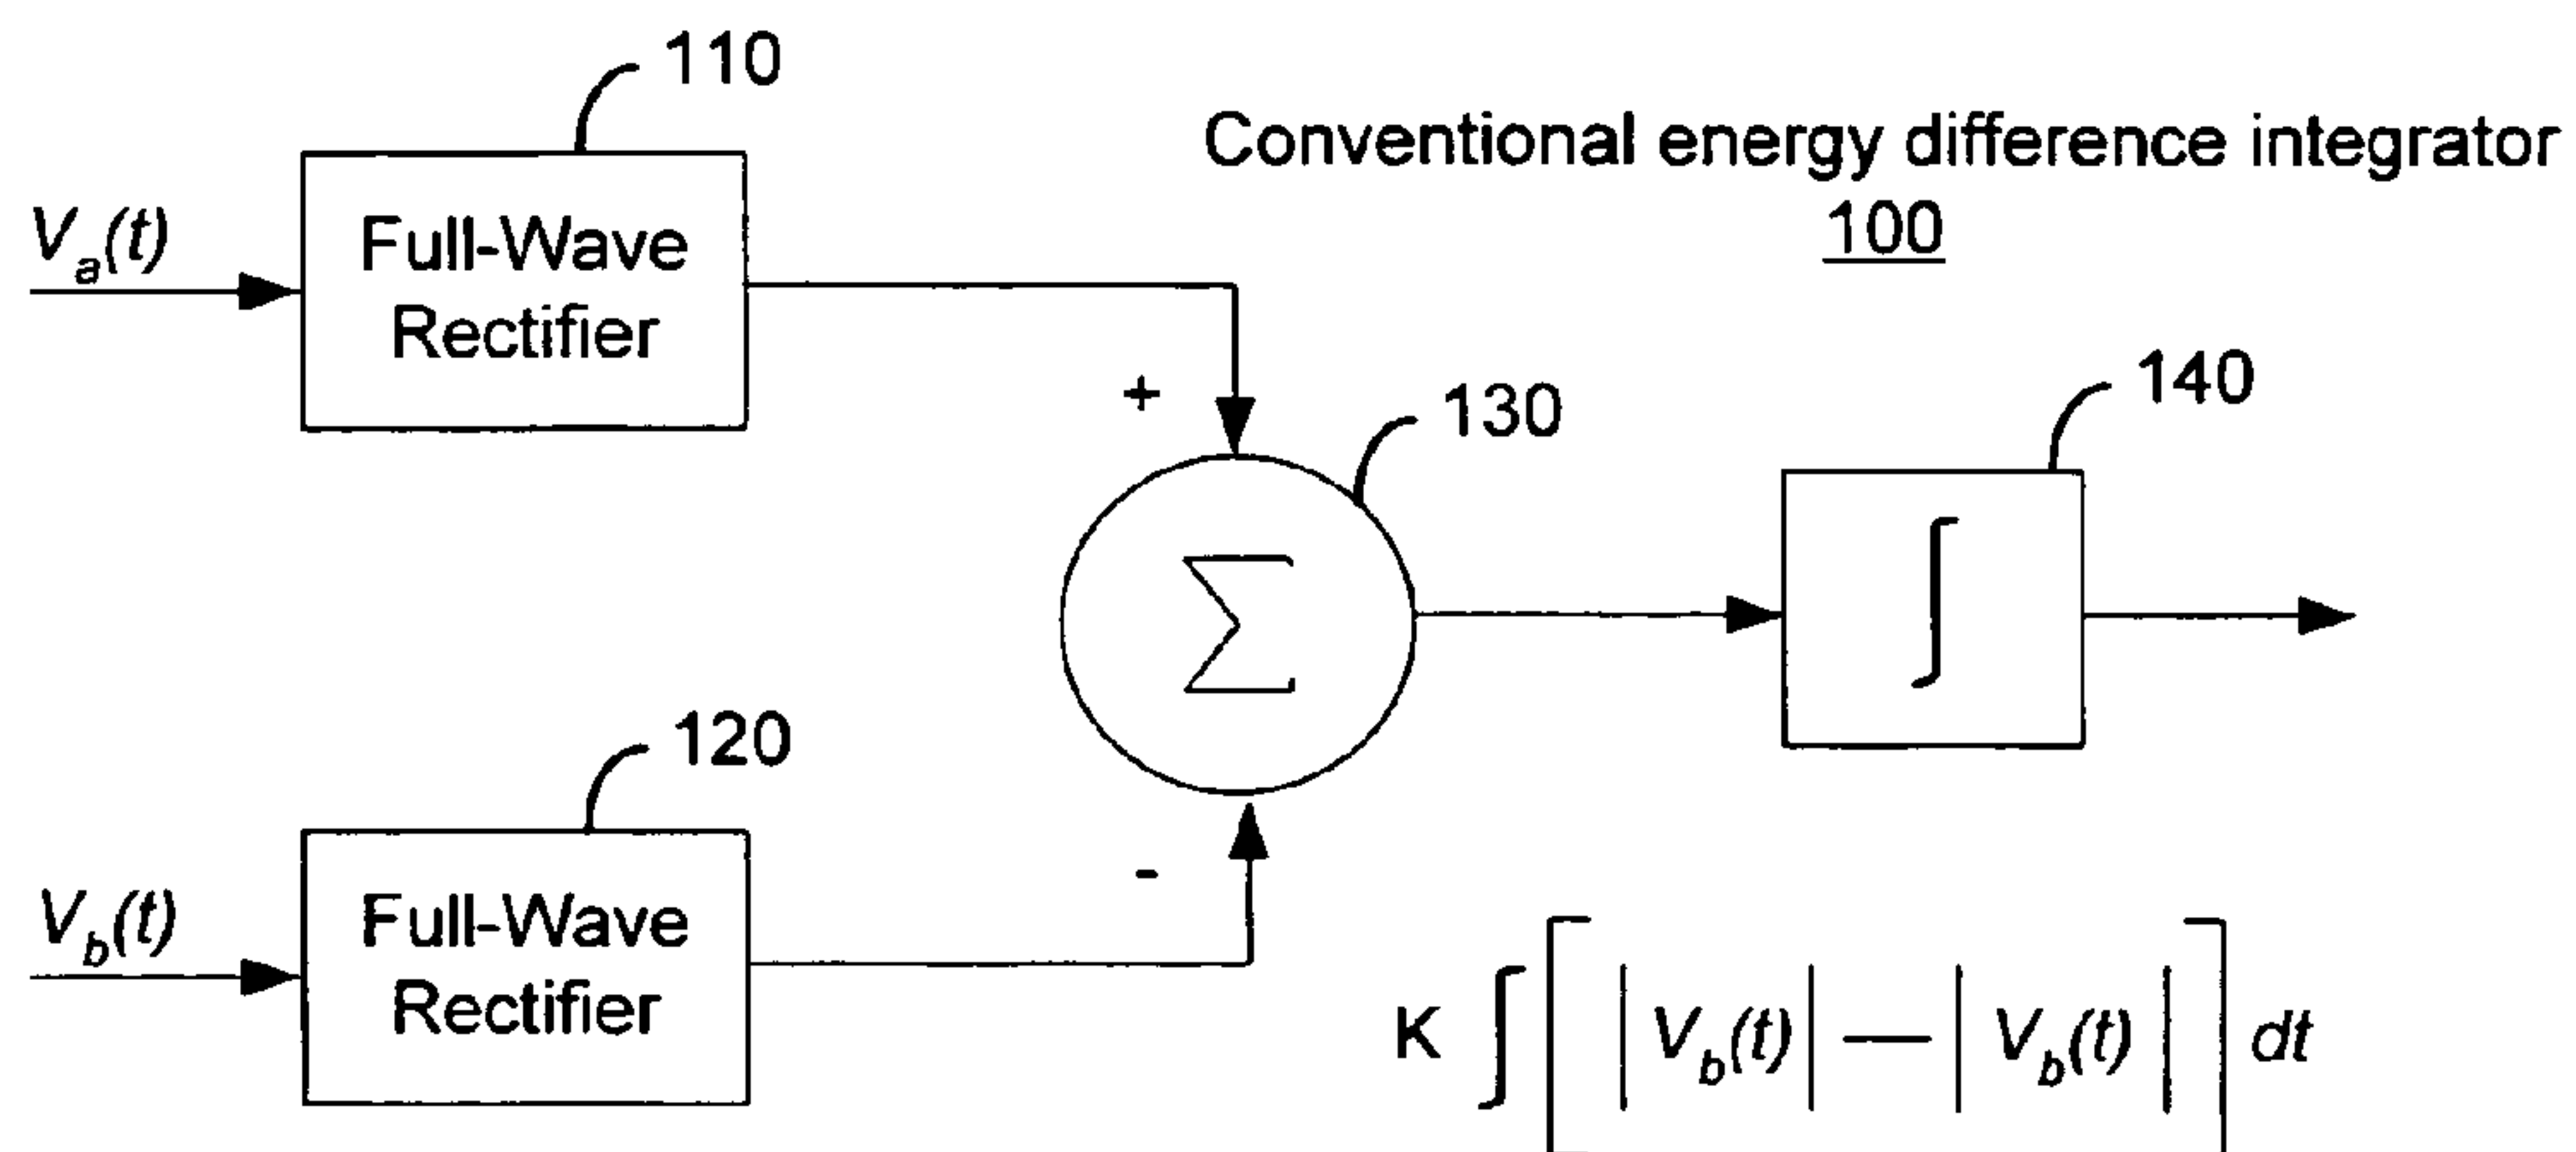 110
Conventional energy difference integrator
100
Va(t)
Full-Wave
Rectifier
+
130
140
Σ
∫
120
-
Vb(t)
Full-Wave
Rectifier
K ∫ [ | Vb(t) | — | Vb(t) | ] dt